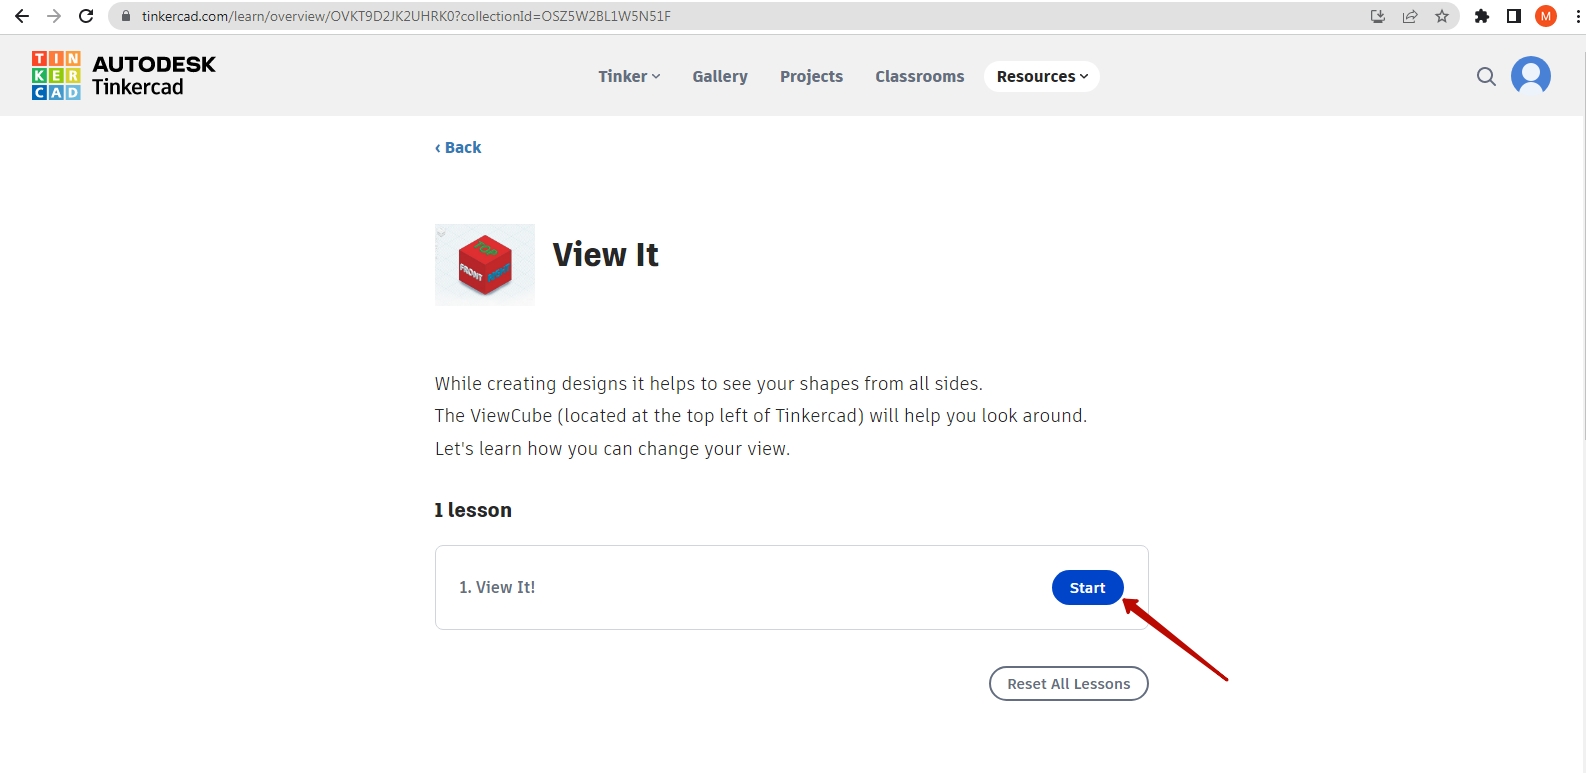 tinkercad.com/learn/overview/OVKT9D2JK2UHRK0?collectionId=OSZ5W2BL1W5N51F
M
TIN
KER
CAD
AUTODESK
Tinkercad
Tinker
Gallery
Projects
Classrooms
Resources
‹ Back
TOP
FRONT
View It
While creating designs it helps to see your shapes from all sides.
The ViewCube (located at the top left of Tinkercad) will help you look around.
Let's learn how you can change your view.
1 lesson
1. View It!
Start
Reset All Lessons